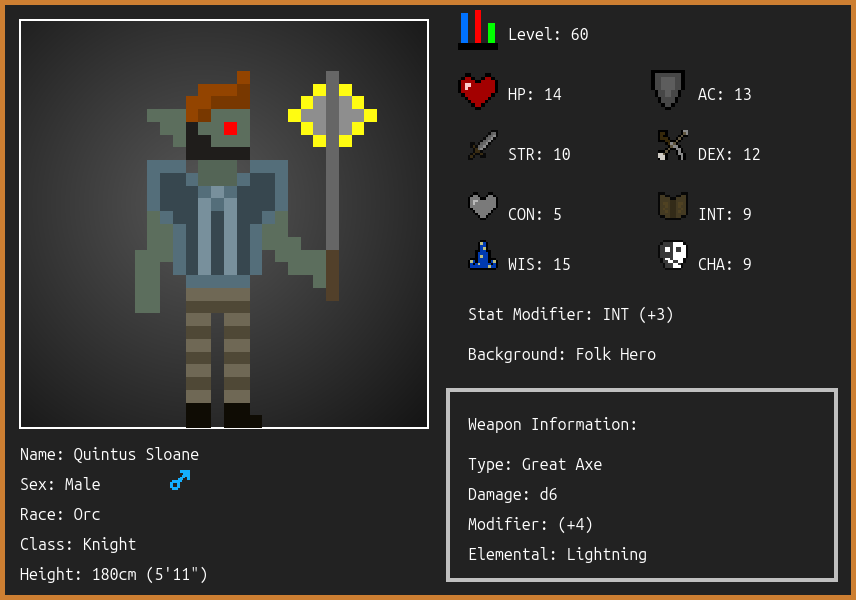 Level: 60
HP: 14
AC: 13
STR: 10
DEX: 12
CON: 5
INT: 9
WIS: 15
CHA: 9
Stat Modifier: INT (+3)
Background: Folk Hero
Weapon Information:
Type: Great Axe
Damage: d6
Modifier: (+4)
Elemental: Lightning
Name: Quintus Sloane
Sex: Male
Race: Orc
Class: Knight
Height: 180cm (5'11")